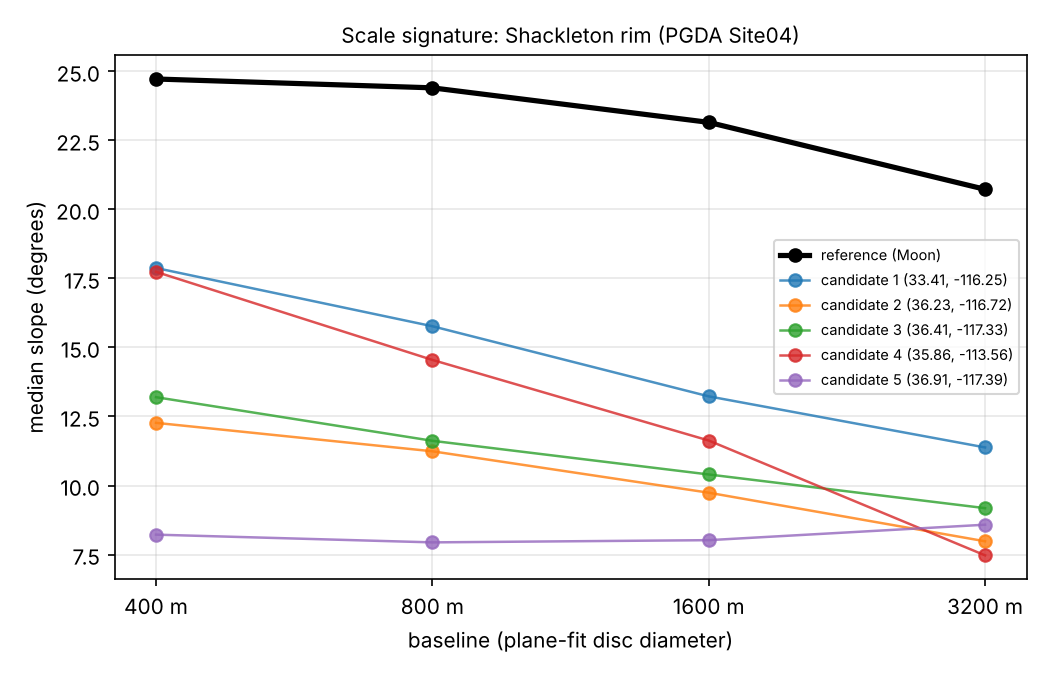 Scale signature: Shackleton rim (PGDA Site04)
25.0
22.5
20.0
17.5
15.0
12.5
10.0
7.5
median slope (degrees)
reference (Moon)
candidate 1 (33.41, -116.25)
candidate 2 (36.23, -116.72)
candidate 3 (36.41, -117.33)
candidate 4 (35.86, -113.56)
candidate 5 (36.91, -117.39)
400 m
800 m
1600 m
3200 m
baseline (plane-fit disc diameter)